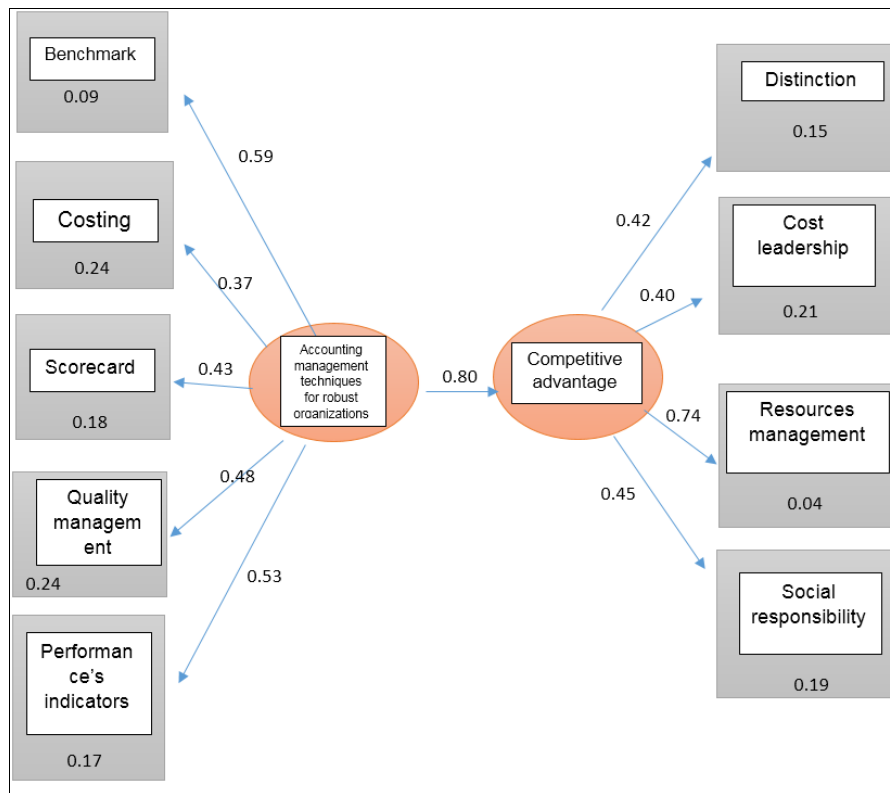 Benchmark
0.09
0.59
Costing
0.24
0.37
Scorecard
0.18
0.43
Quality
managem
ent
0.24
0.48
Performan
ce's
indicators
0.17
0.53
Accounting
management
techniques
for robust
organizations
0.80
Competitive
advantage
0.42
Distinction
0.15
0.40
Cost
leadership
0.21
0.74
Resources
management
0.04
0.45
Social
responsibility
0.19